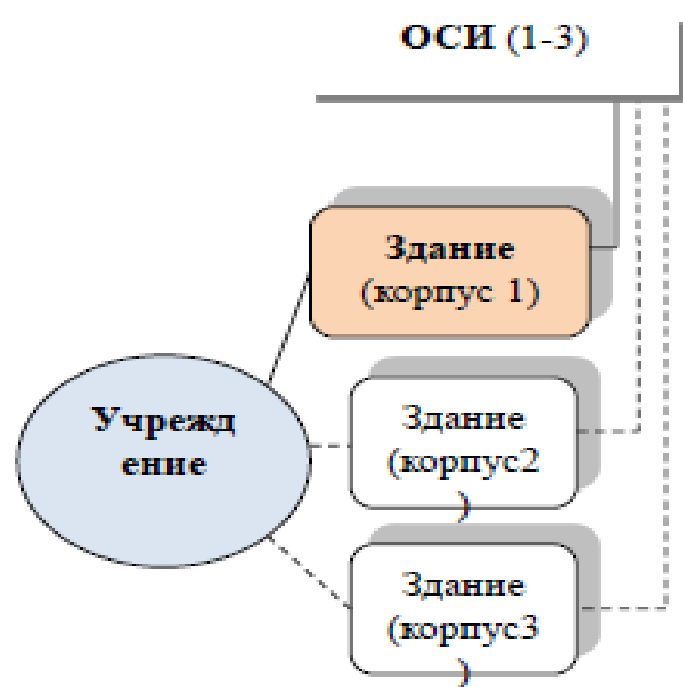 ОСИ (1-3)
Здание
(корпус 1)
Учрежд
ение
Здание
(корпус2
)
Здание
(корпус3
)